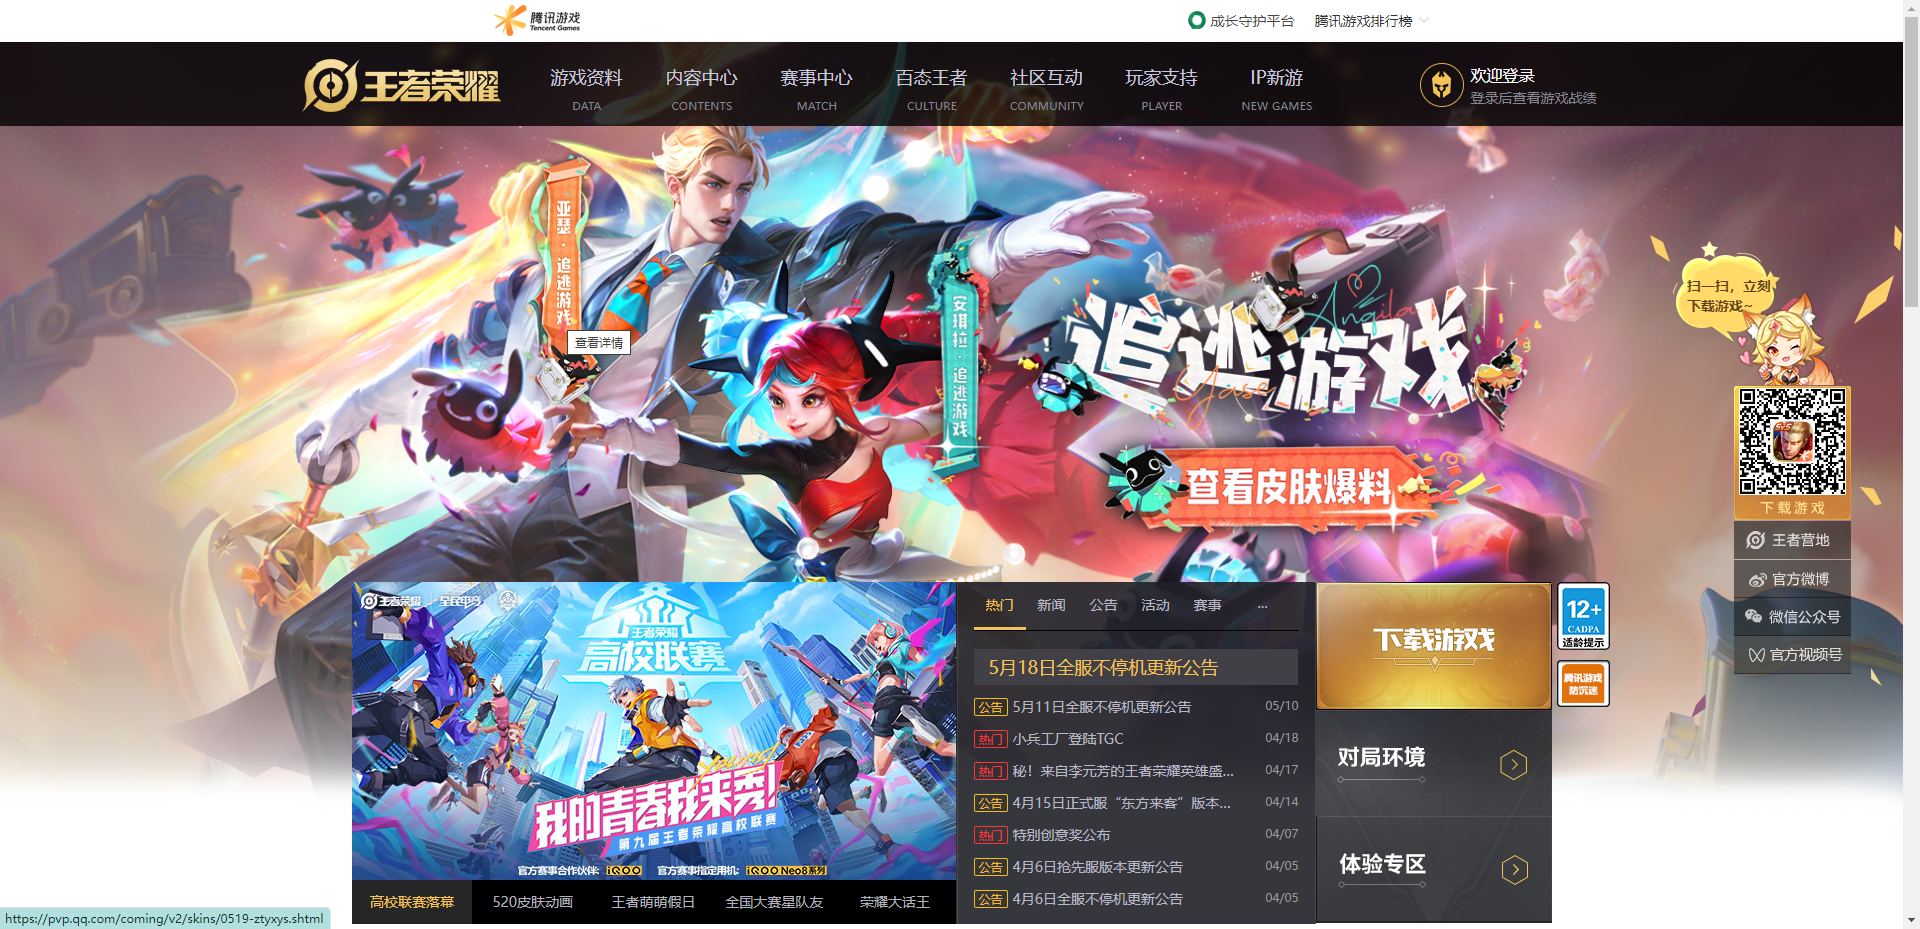 腾讯游戏
Tencent Games
成长守护平台
腾讯游戏排行榜
王者荣耀
游戏资料
DATA
内容中心
CONTENTS
赛事中心
MATCH
百态王者
CULTURE
社区互动
COMMUNITY
玩家支持
PLAYER
IP新游
NEW GAMES
欢迎登录
登录后查看游戏战绩
亚瑟·追逃游戏
查看详情
安琪拉·追逃游戏
Angila
追逃游戏
查看皮肤爆料
扫一扫，立刻
下载游戏~
5v5
下载游戏
王者营地
官方微博
微信公众号
官方视频号
王者荣耀
全民电竞
王者荣耀
高校联赛
我的青春我来秀!
第九届王者荣耀高校联赛
官方赛事合作伙伴: iQOO 官方赛事指定用机: iQOO Neo8系列
高校联赛落幕
520皮肤动画
王者萌萌假日
全国大赛星队友
荣耀大话王
热门
新闻
公告
活动
赛事
...
5月18日全服不停机更新公告
公告 5月11日全服不停机更新公告 05/10
热门 小兵工厂登陆TGC 04/18
热门 秘！来自李元芳的王者荣耀英雄盛... 04/17
公告 4月15日正式服“东方来客”版本... 04/14
热门 特别创意奖公布 04/07
公告 4月6日抢先服版本更新公告 04/05
公告 4月6日全服不停机更新公告 04/05
下载游戏
对局环境
体验专区
12+
CADPA
适龄提示
腾讯游戏
防沉迷
https://pvp.qq.com/coming/v2/skins/0519-ztyxys.shtml